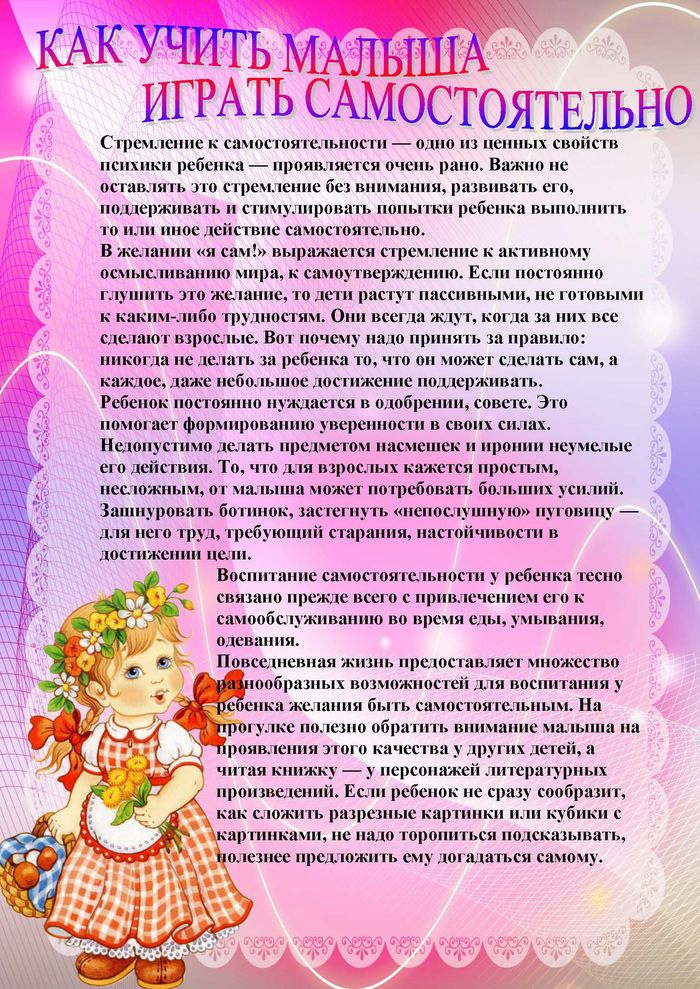 КАК УЧИТЬ МАЛЫША
ИГРАТЬ САМОСТОЯТЕЛЬНО
Стремление к самостоятельности — одно из ценных свойств
психики ребенка — проявляется очень рано. Важно не
оставлять это стремление без внимания, развивать его,
поддерживать и стимулировать попытки ребенка выполнить
то или иное действие самостоятельно.
В желании «я сам!» выражается стремление к активному
осмысливанию мира, к самоутверждению. Если постоянно
глушить это желание, то дети растут пассивными, не готовыми
к каким-либо трудностям. Они всегда ждут, когда за них все
сделают взрослые. Вот почему надо принять за правило:
никогда не делать за ребенка то, что он может сделать сам, а
каждое, даже небольшое достижение поддерживать.
Ребенок постоянно нуждается в одобрении, совете. Это
помогает формированию уверенности в своих силах.
Недопустимо делать предметом насмешек и иронии неумелые
его действия. То, что для взрослых кажется простым,
несложным, от малыша может потребовать больших усилий.
Зашнуровать ботинок, застегнуть «непослушную» пуговицу —
для него труд, требующий старания, настойчивости в
достижении цели.
Воспитание самостоятельности у ребенка тесно
связано прежде всего с привлечением его к
самообслуживанию во время еды, умывания,
одевания.
Повседневная жизнь предоставляет множество
разнообразных возможностей для воспитания у
ребенка желания быть самостоятельным. На
прогулке полезно обратить внимание малыша на
проявления этого качества у других детей, а
читая книжку — у персонажей литературных
произведений. Если ребенок не сразу сообразит,
как сложить разрезные картинки или кубики с
картинками, не надо торопиться подсказывать,
полезнее предложить ему догадаться самому.